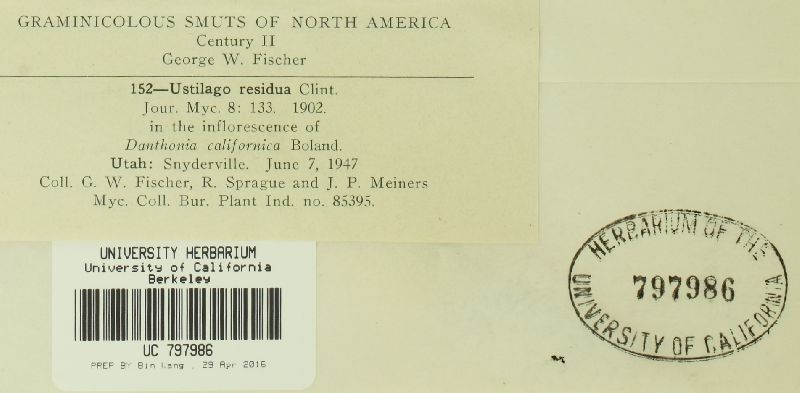 GRAMINICOLOUS SMUTS OF NORTH AMERICA
Century II
George W. Fischer
152—Ustilago residua Clint.
Jour. Myc. 8: 133. 1902.
in the inflorescence of
Danthonia californica Boland.
Utah: Snyderville. June 7, 1947
Coll. G. W. Fischer, R. Sprague and J. P. Meiners
Myc. Coll. Bur. Plant Ind. no. 85395.
UNIVERSITY HERBARIUM
University of California
Berkeley
UC 797986
PREP BY Bin Wang , 29 Apr 2016
HERBARIUM OF THE
797986
UNIVERSITY OF CALIFORNIA